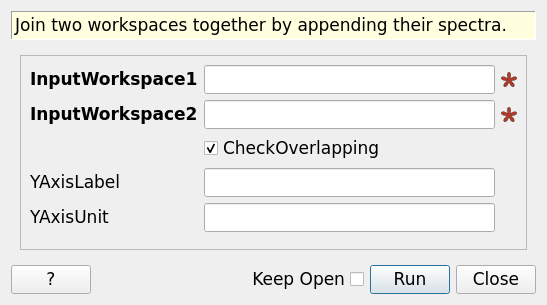 Join two workspaces together by appending their spectra.
InputWorkspace1
InputWorkspace2
CheckOverlapping
YAxisLabel
YAxisUnit
? Keep Open Run Close